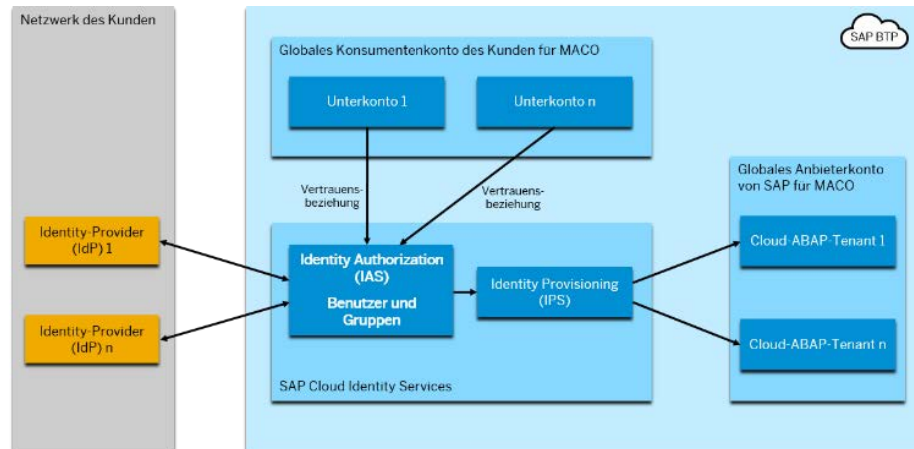 Netzwerk des Kunden
SAP BTP
Globales Konsumentenkonto des Kunden für MACO
Unterkonto 1
Unterkonto n
Vertrauens-
beziehung
Vertrauens-
beziehung
Globales Anbieterkonto
von SAP für MACO
Identity-Provider
(IdP) 1
Identity Authorization
(IAS)
Benutzer und
Gruppen
Identity Provisioning
(IPS)
Cloud-ABAP-Tenant 1
Identity-Provider
(IdP) n
Cloud-ABAP-Tenant n
SAP Cloud Identity Services